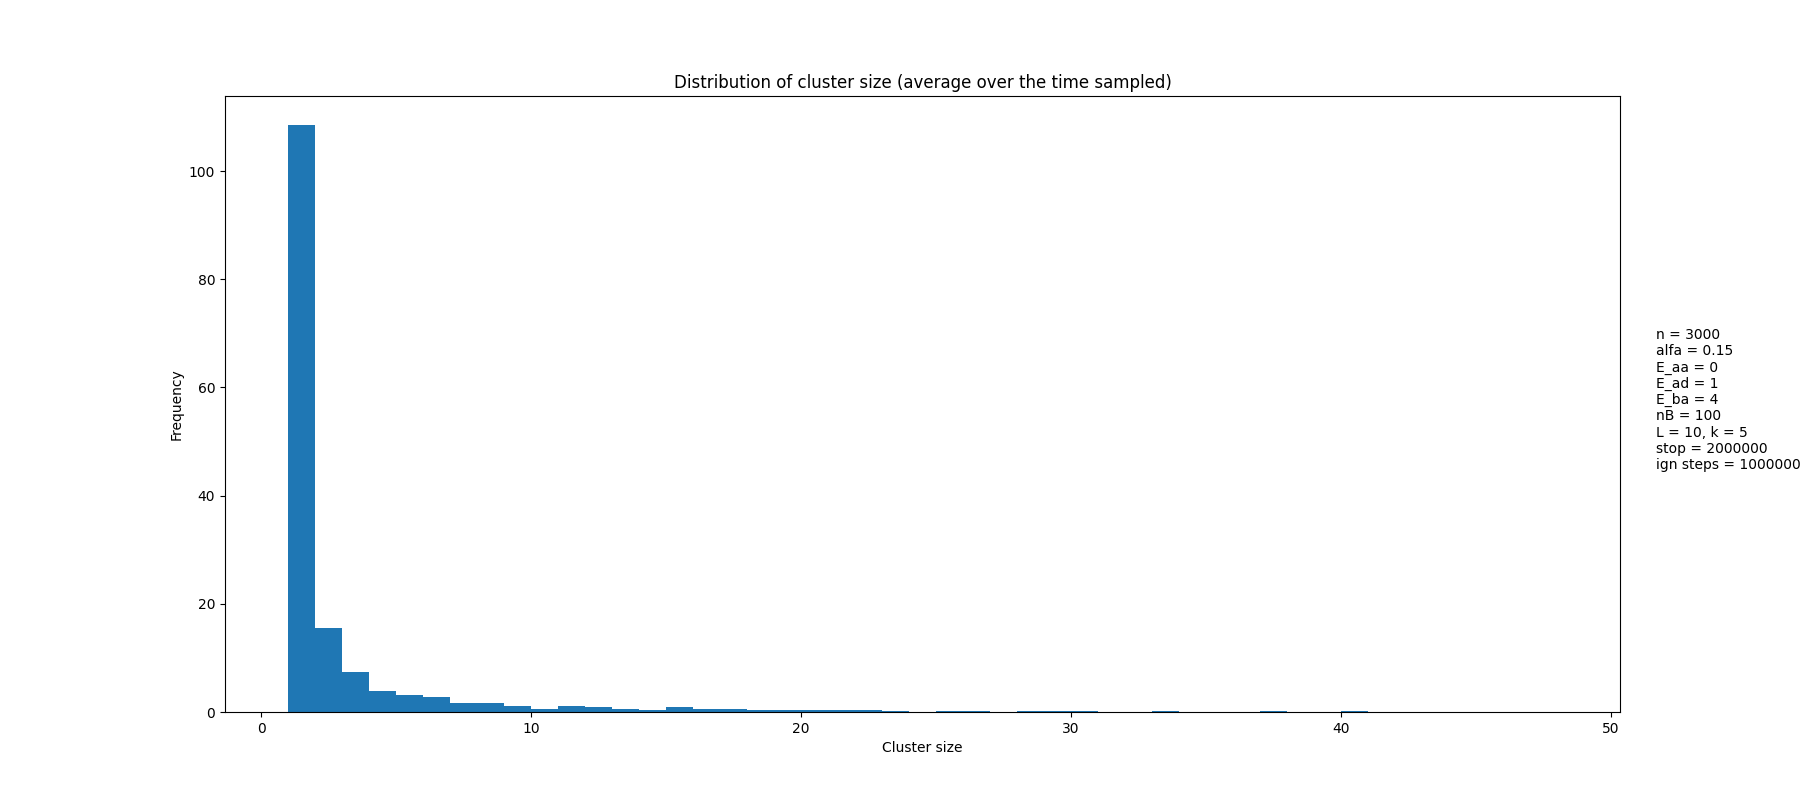 Distribution of cluster size (average over the time sampled)
100
80
60
40
20
0
Frequency
0 10 20 30 40 50
Cluster size
n = 3000
alfa = 0.15
E_aa = 0
E_ad = 1
E_ba = 4
nB = 100
L = 10, k = 5
stop = 2000000
ign steps = 1000000